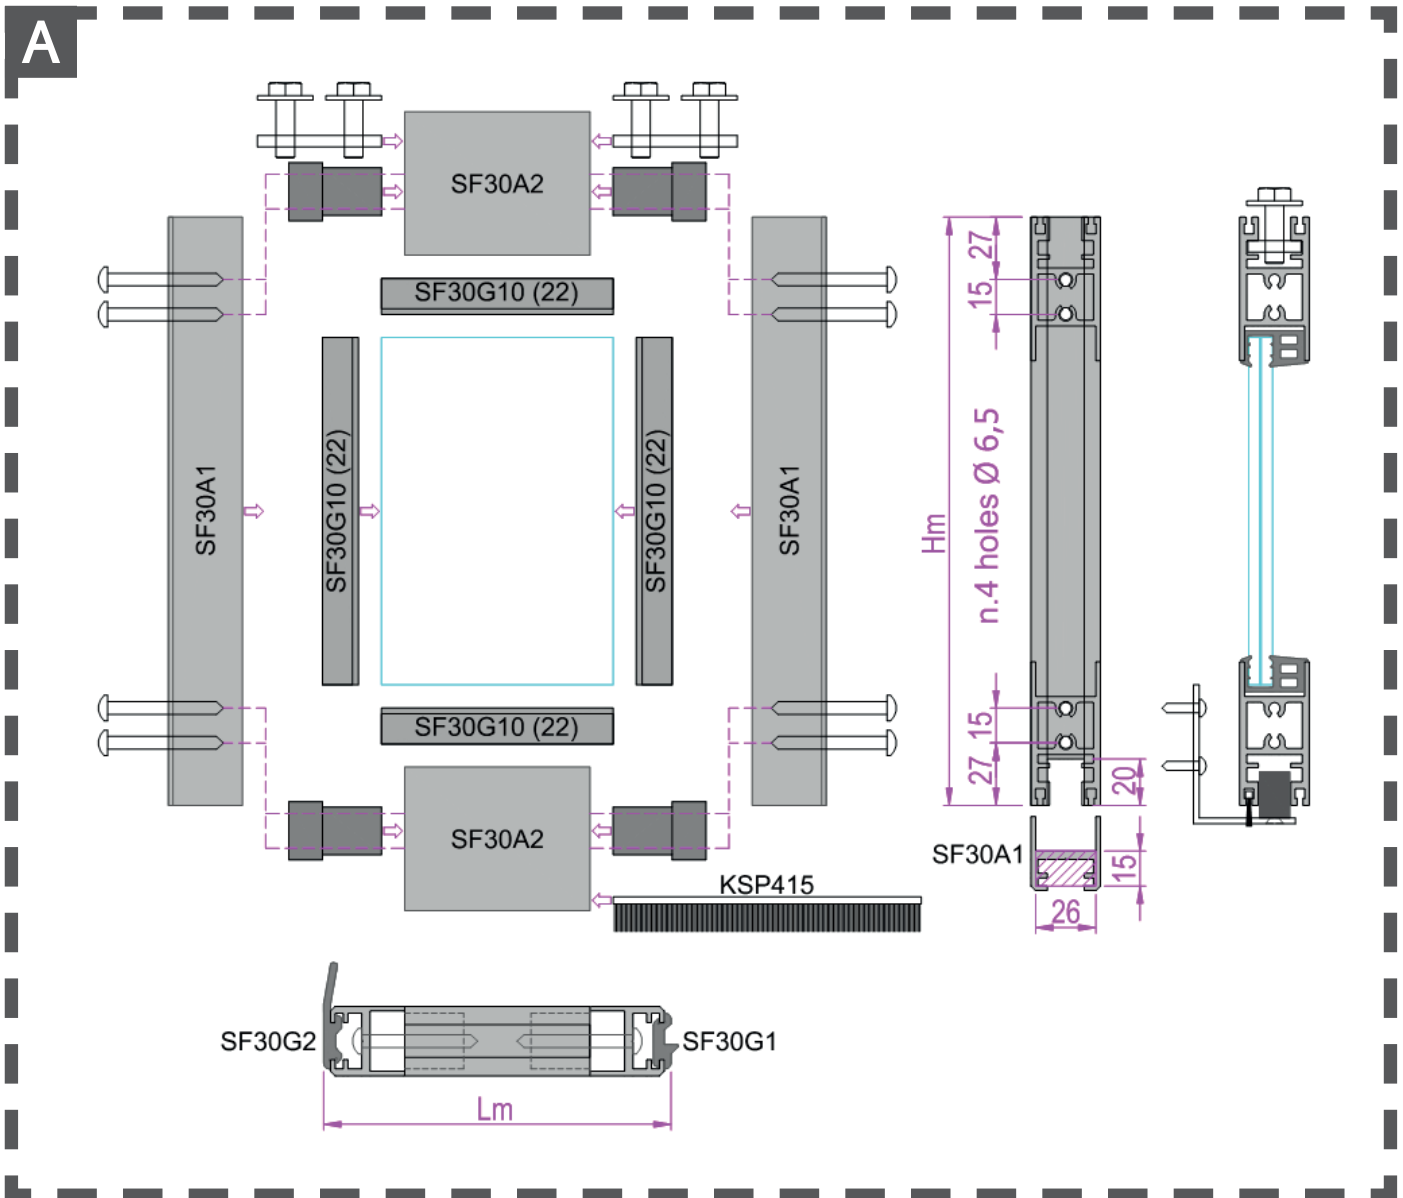 A
SF30A2
SF30G10 (22)
SF30A1
SF30G10 (22)
SF30G10 (22)
SF30A1
SF30G10 (22)
SF30A2
KSP415
27
15
Hm
n.4 holes Ø 6,5
15
27
20
SF30A1
15
26
SF30G2
SF30G1
Lm